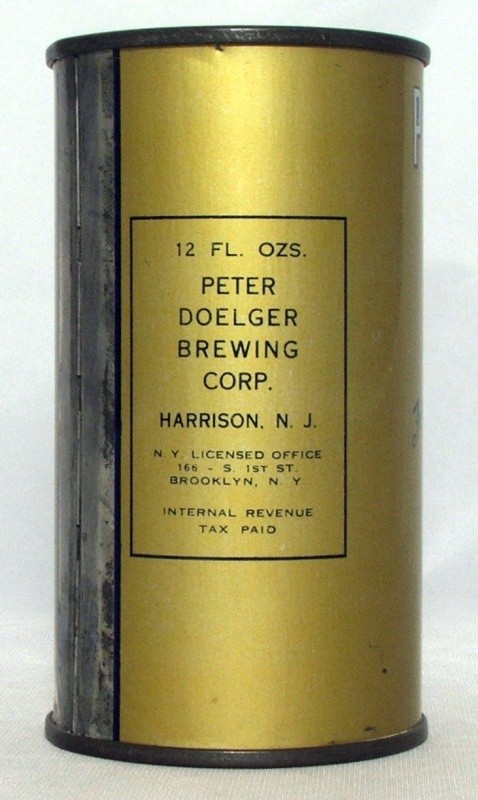 12 FL. OZS.
PETER
DOELGER
BREWING
CORP.
HARRISON, N. J.
N. Y. LICENSED OFFICE
166 - S. 1ST ST.
BROOKLYN, N. Y.
INTERNAL REVENUE
TAX PAID